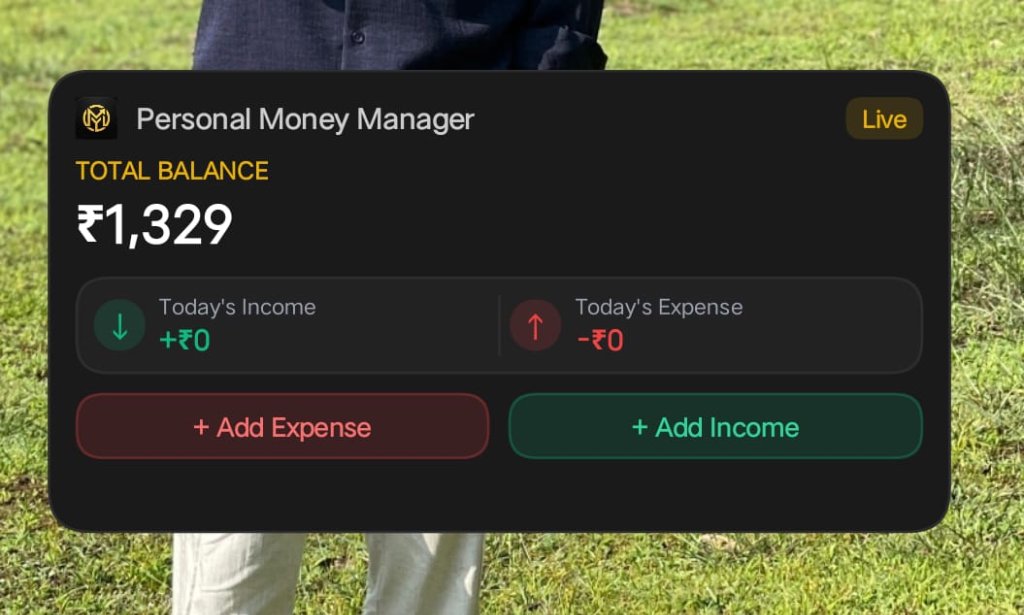 Personal Money Manager
Live
TOTAL BALANCE
₹1,329
Today's Income
+₹0
Today's Expense
-₹0
+ Add Expense
+ Add Income